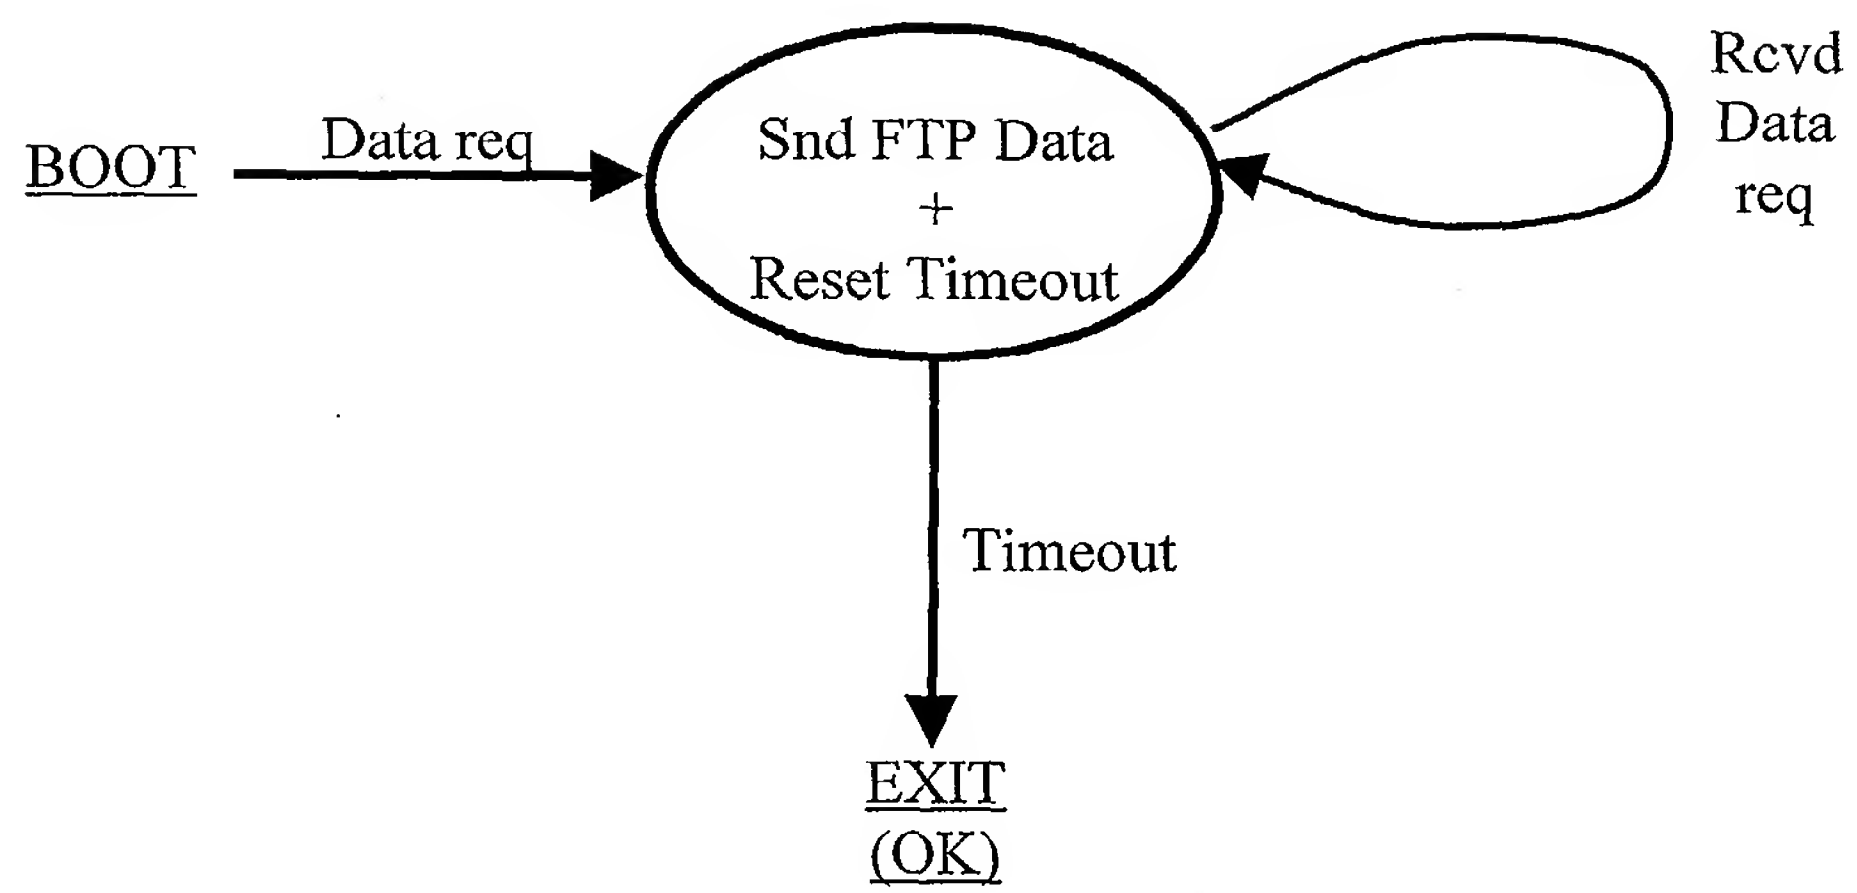 BOOT
Data req
Snd FTP Data
+
Reset Timeout
Rcvd
Data
req
Timeout
EXIT
(OK)